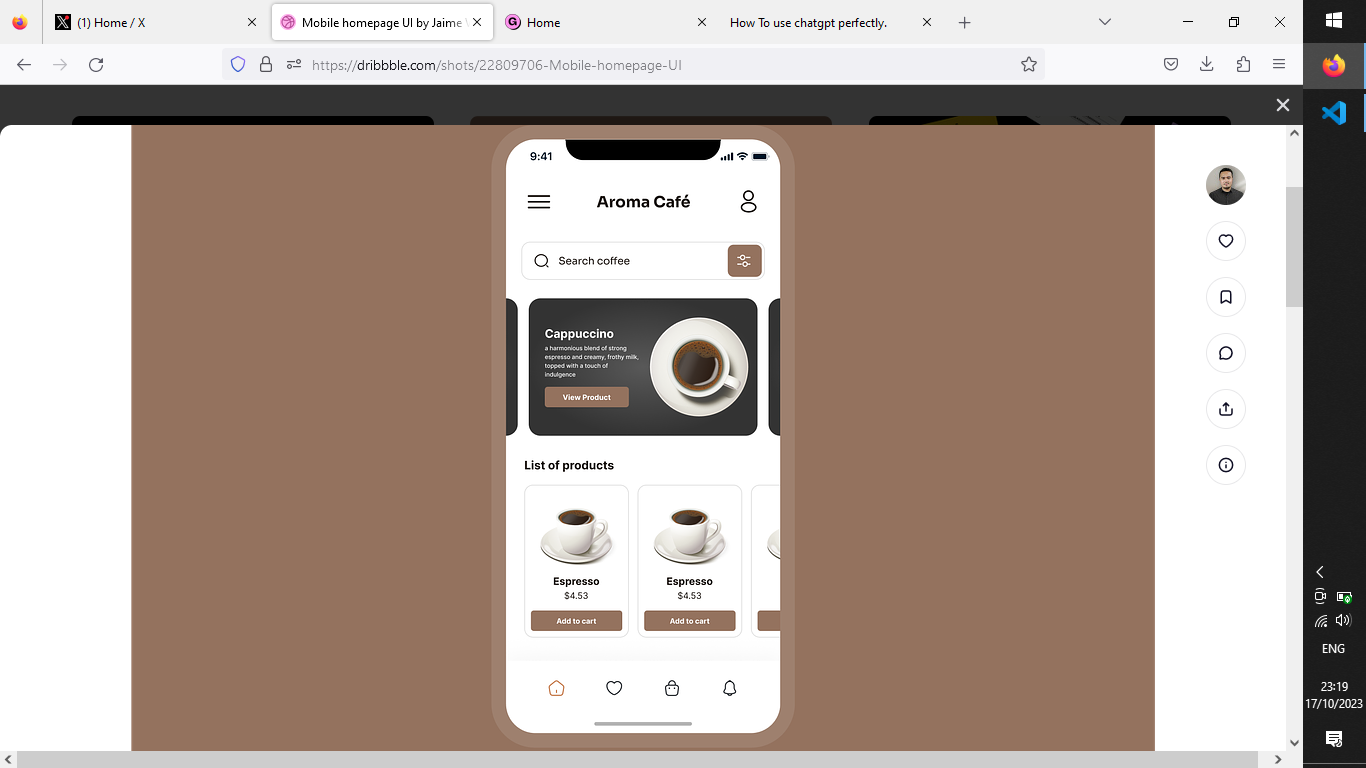 (1) Home / X
Mobile homepage UI by Jaime
Home
How To use chatgpt perfectly.
https://dribbble.com/shots/22809706-Mobile-homepage-UI
9:41
Aroma Café
Search coffee
Cappuccino
a harmonious blend of strong
espresso and creamy, frothy milk,
topped with a touch of
indulgence
View Product
List of products
Espresso
$4.53
Add to cart
Espresso
$4.53
Add to cart
ENG
23:19
17/10/2023